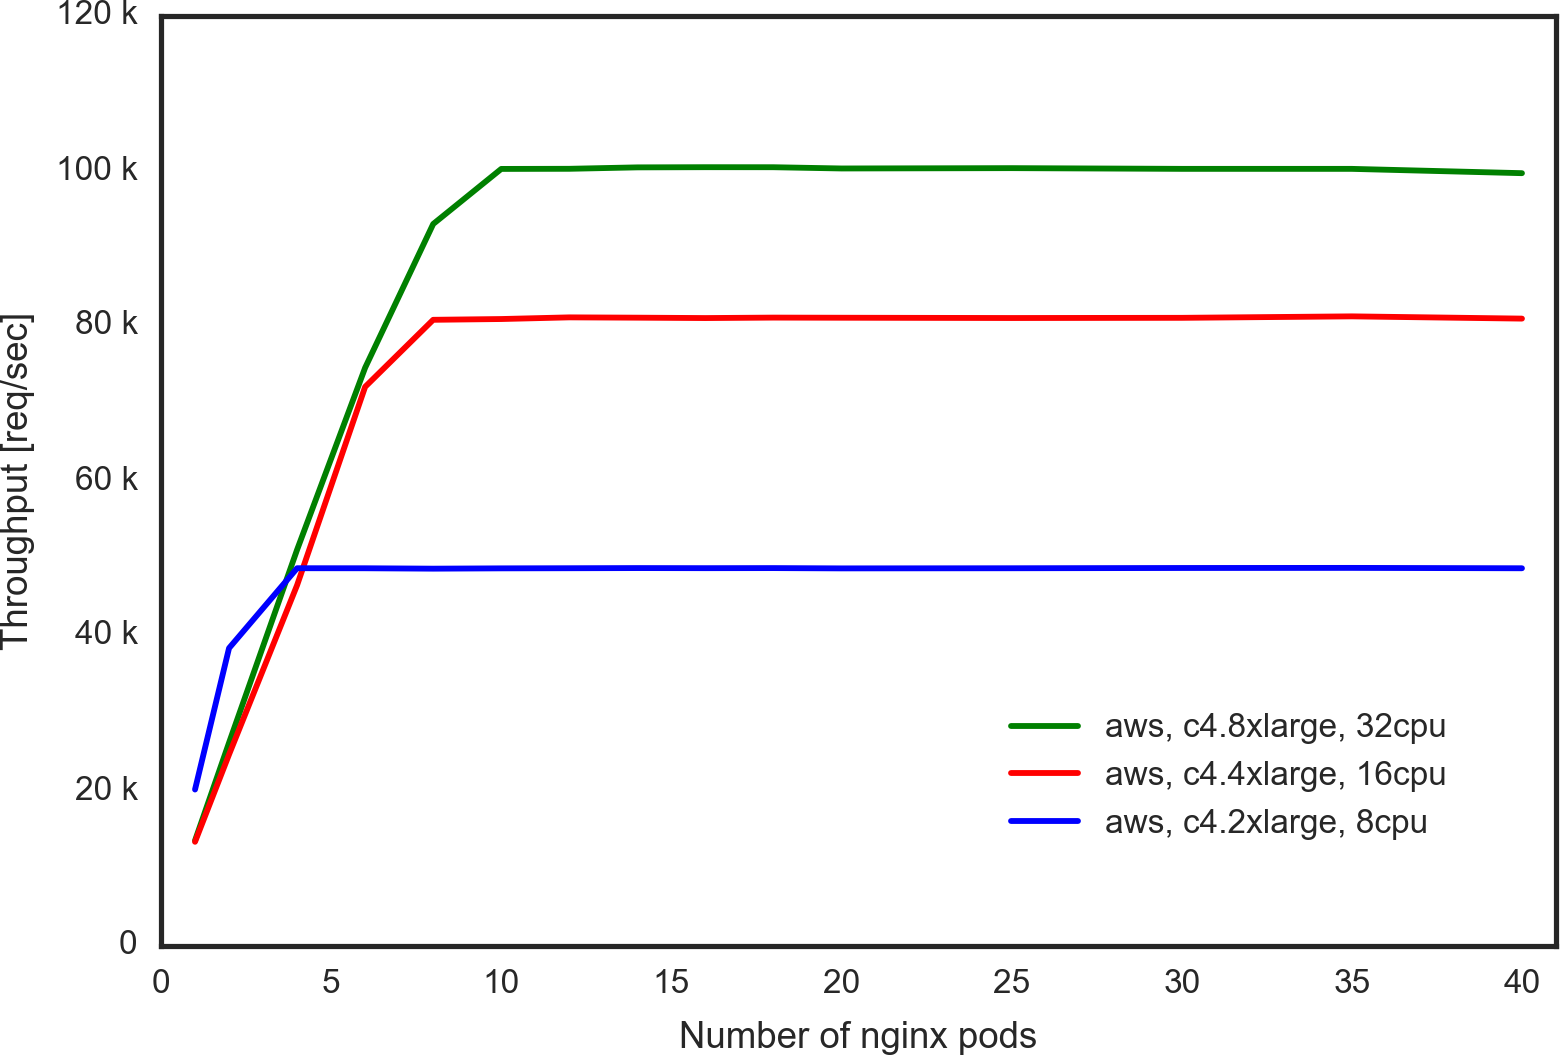 120 k
100 k
80 k
60 k
40 k
20 k
0
Throughput [req/sec]
aws, c4.8xlarge, 32cpu
aws, c4.4xlarge, 16cpu
aws, c4.2xlarge, 8cpu
0 5 10 15 20 25 30 35 40
Number of nginx pods